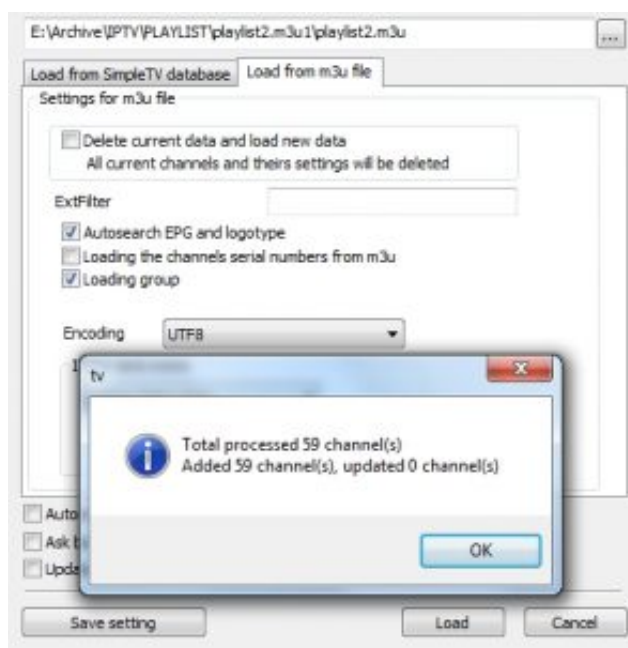 E:\Archive\IPTV\PLAYLIST\playlist2.m3u1\playlist2.m3u
...
Load from SimpleTV database
Load from m3u file
Settings for m3u file
Delete current data and load new data
All current channels and theirs settings will be deleted
ExtFilter
Autosearch EPG and logotype
Loading the channels serial numbers from m3u
Loading group
Encoding
UTF8
tv
Total processed 59 channel(s)
Added 59 channel(s), updated 0 channel(s)
OK
Save setting
Load
Cancel